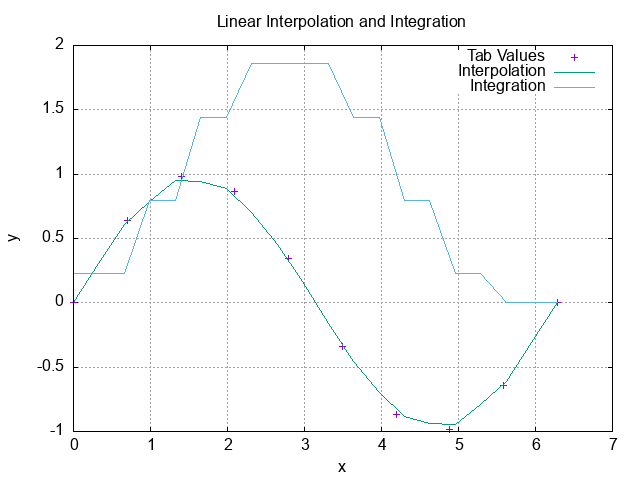 Linear Interpolation and Integration
Tab Values
Interpolation
Integration
2
1.5
1
0.5
0
-0.5
-1
y
0 1 2 3 4 5 6 7
x